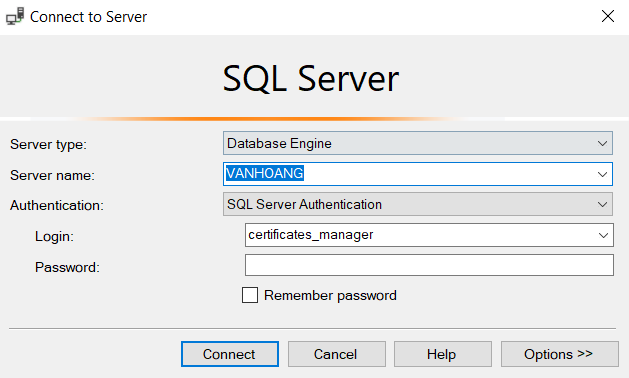 Connect to Server
SQL Server
Server type: Database Engine
Server name: VANHOANG
Authentication: SQL Server Authentication
Login: certificates_manager
Password:
Remember password
Connect Cancel Help Options >>